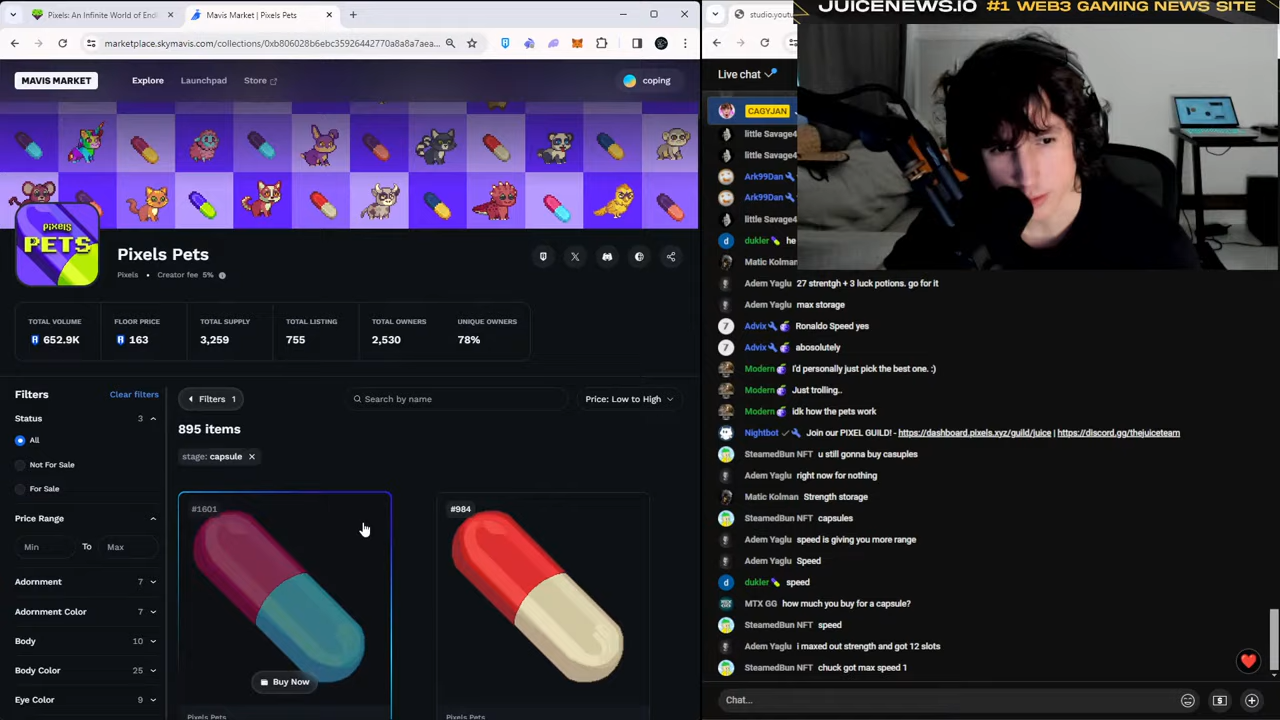 Pixels: An Infinite World of End
Mavis Market | Pixels Pets
marketplace.skymavis.com/collections/0xb806028b6ebc35926442770a8a8a7aea...
MAVIS MARKET
Explore
Launchpad
Store
coping
PIXELS
PETS
Pixels Pets
Pixels • Creator fee 5%
TOTAL VOLUME
652.9K
FLOOR PRICE
163
TOTAL SUPPLY
3,259
TOTAL LISTING
755
TOTAL OWNERS
2,530
UNIQUE OWNERS
78%
Filters
Clear filters
Filters 1
Search by name
Price: Low to High
Status 3
895 items
All
stage: capsule
Not For Sale
For Sale
Price Range
Min To Max
Adornment 7
Adornment Color 7
Body 10
Body Color 25
Eye Color 9
#1601
Buy Now
Pixels Pets
#984
Pixels Pets
JUICENEWS.IO #1 WEB3 GAMING NEWS SITE
studio.yout
Live chat
CAGYJAN
little Savage4
little Savage4
Ark99Dan
Ark99Dan
little Savage4
dukler he
Matic Kolman
Adem Yaglu 27 strentgh + 3 luck potions. go for it
Adem Yaglu max storage
Advix Ronaldo Speed yes
Advix abosolutely
Modern I'd personally just pick the best one. :)
Modern Just trolling..
Modern idk how the pets work
Nightbot Join our PIXEL GUILD! - https://dashboard.pixels.xyz/guild/juice | https://discord.gg/thejuiceteam
SteamedBun NFT u still gonna buy casuples
Adem Yaglu right now for nothing
Matic Kolman Strength storage
SteamedBun NFT capsules
Adem Yaglu speed is giving you more range
Adem Yaglu Speed
dukler speed
MTX GG how much you buy for a capsule?
SteamedBun NFT speed
Adem Yaglu i maxed out strength and got 12 slots
SteamedBun NFT chuck got max speed 1
Chat...